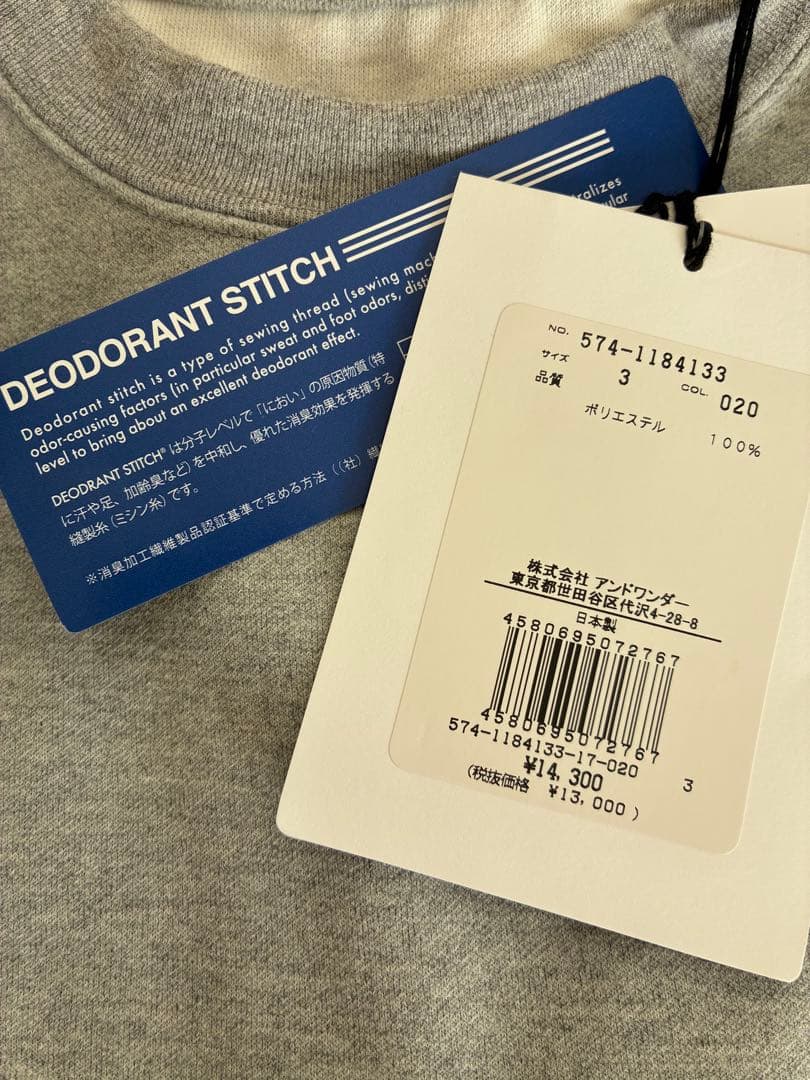 DEODORANT STITCH
Deodorant stitch is a type of sewing thread (sewing mach
odor-causing factors (in particular sweat and foot odors, disti
level to bring about an excellent deodorant effect.
DEODRANT STITCH®は分子レベルで「におい」の原因物質(特
に汗や足、加齢臭など)を中和し、優れた消臭効果を発揮する
縫製糸(ミシン糸)です。
※消臭加工繊維製品認証基準で定める方法((社)繊
NO. 574-1184133
サイズ 3 COL. 020
品質
ポリエステル 100%
株式会社 アンドワンダー
東京都世田谷区代沢4-28-8
日本製
4580695072767
4580695072767
574-1184133-17-020 3
¥14,300
(税抜価格 ¥13,000)